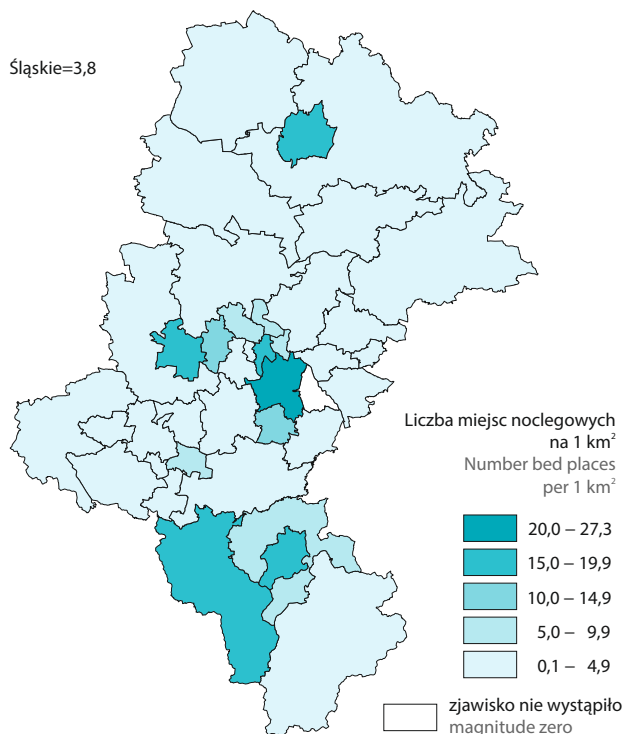 Śląskie=3,8
Liczba miejsc noclegowych
na 1 km²
Number bed places
per 1 km²
20,0 – 27,3
15,0 – 19,9
10,0 – 14,9
5,0 – 9,9
0,1 – 4,9
zjawisko nie wystąpiło
magnitude zero